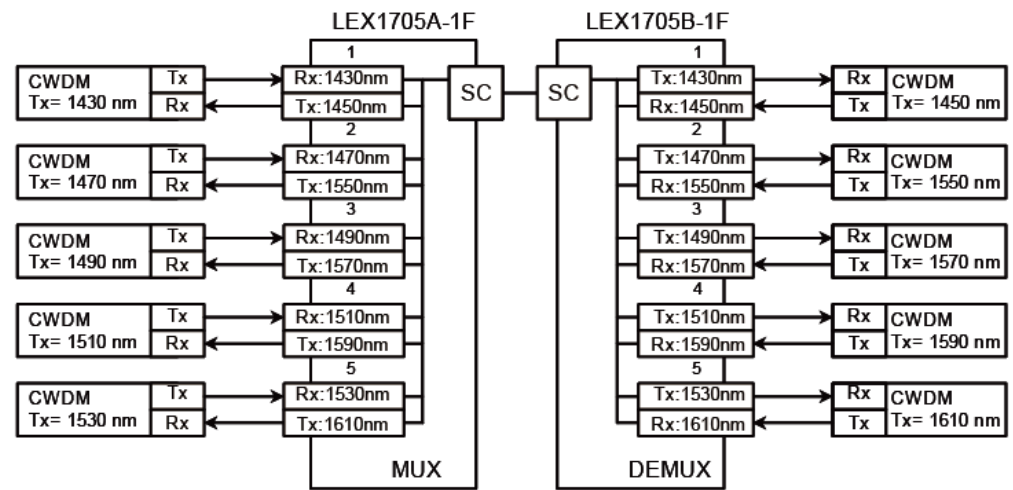 LEX1705A-1F LEX1705B-1F
1 1
CWDM Tx Rx:1430nm SC SC Tx:1430nm Rx CWDM
Tx= 1430 nm Rx Tx:1450nm Rx:1450nm Tx Tx= 1450 nm
2 2
CWDM Tx Rx:1470nm Tx:1470nm Rx CWDM
Tx= 1470 nm Rx Tx:1550nm Rx:1550nm Tx Tx= 1550 nm
3 3
CWDM Tx Rx:1490nm Tx:1490nm Rx CWDM
Tx= 1490 nm Rx Tx:1570nm Rx:1570nm Tx Tx= 1570 nm
4 4
CWDM Tx Rx:1510nm Tx:1510nm Rx CWDM
Tx= 1510 nm Rx Tx:1590nm Rx:1590nm Tx Tx= 1590 nm
5 5
CWDM Tx Rx:1530nm Tx:1530nm Rx CWDM
Tx= 1530 nm Rx Tx:1610nm Rx:1610nm Tx Tx= 1610 nm
MUX DEMUX